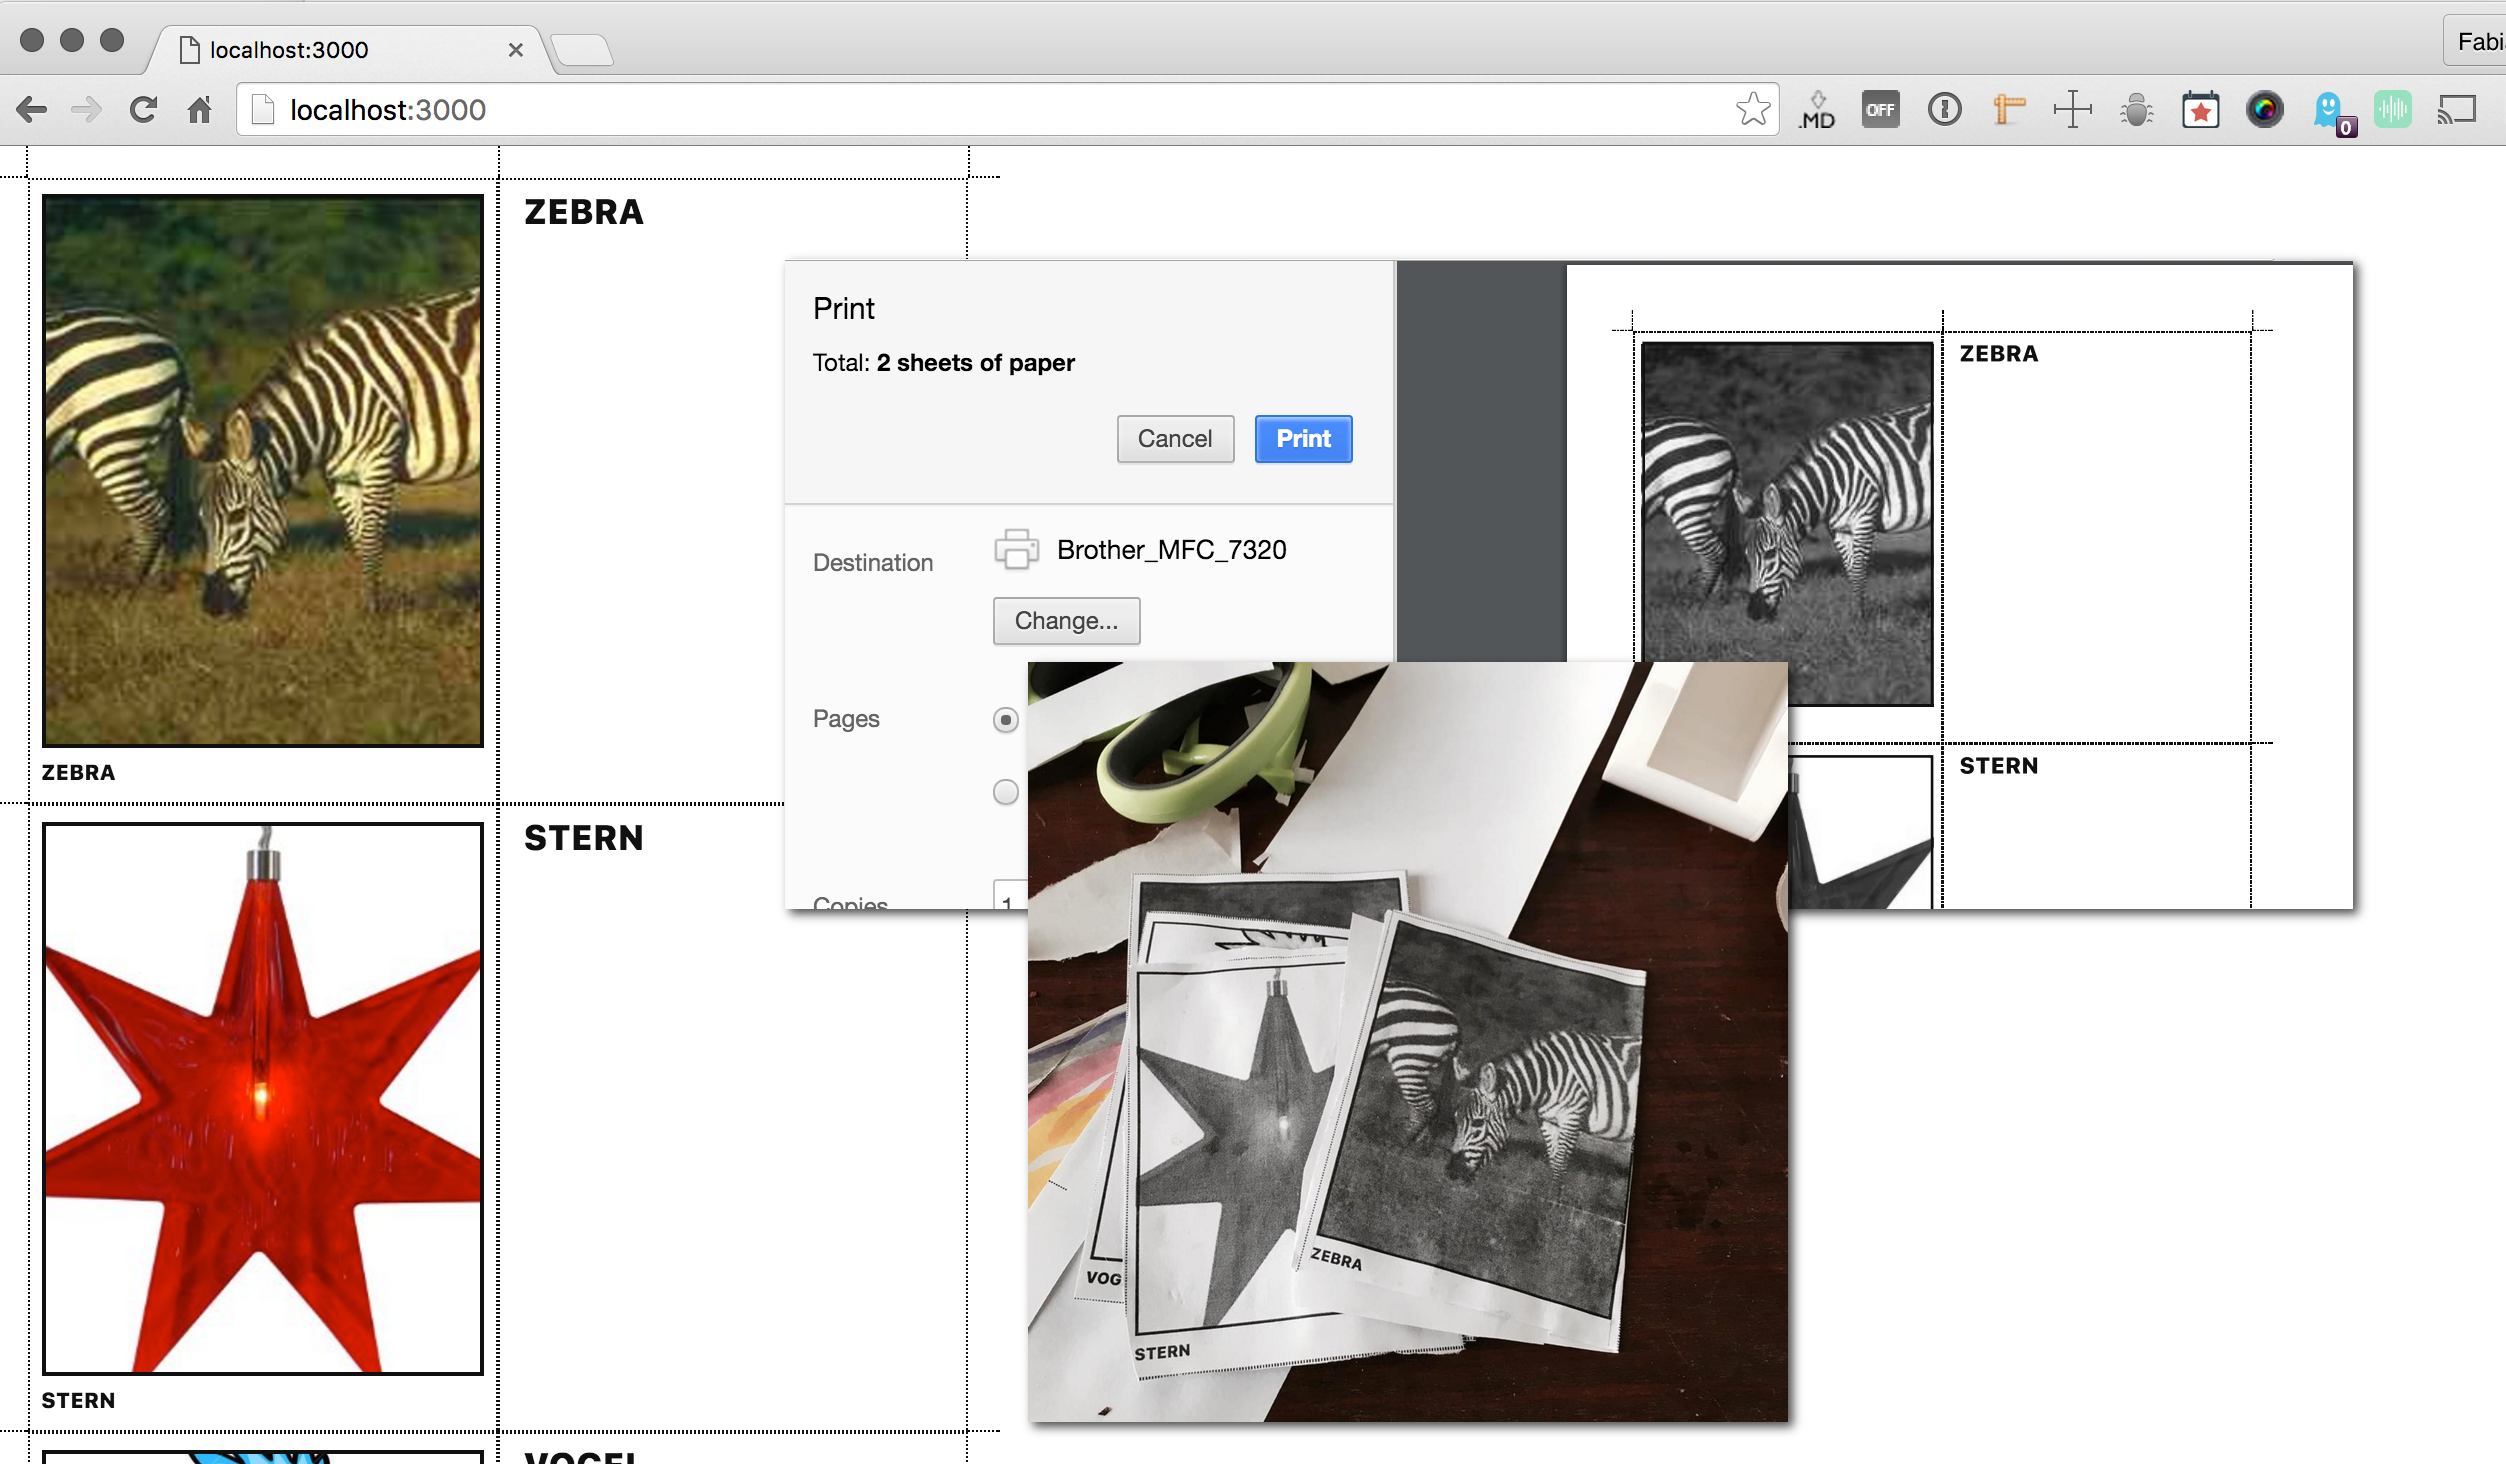 localhost:3000
Fabi
localhost:3000
.MD
OFF
0
ZEBRA
ZEBRA
STERN
STERN
VOGEL
Print
Total: 2 sheets of paper
Cancel
Print
Destination
Brother_MFC_7320
Change...
Pages
Copies
1
ZEBRA
STERN
VOG
STERN
ZEBRA